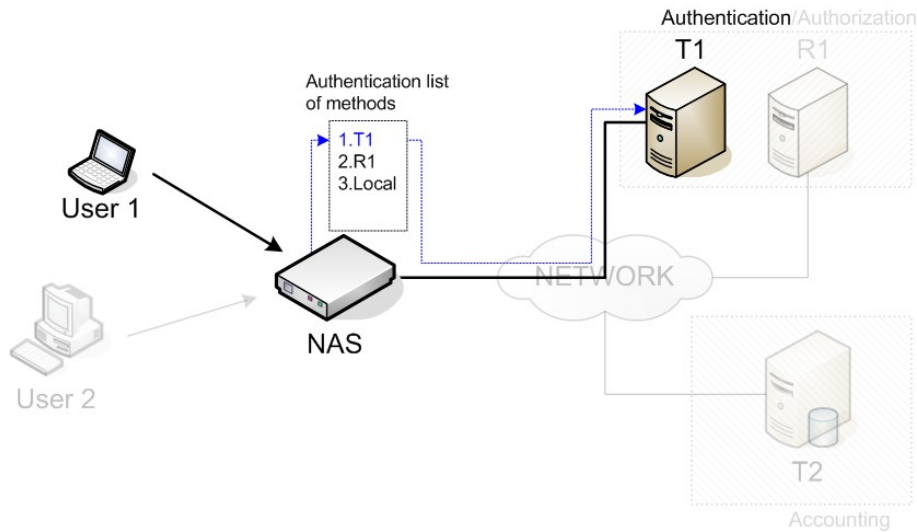 Authentication/Authorization
T1
R1
Authentication list
of methods
1.T1
2.R1
3.Local
User 1
NETWORK
NAS
User 2
T2
Accounting